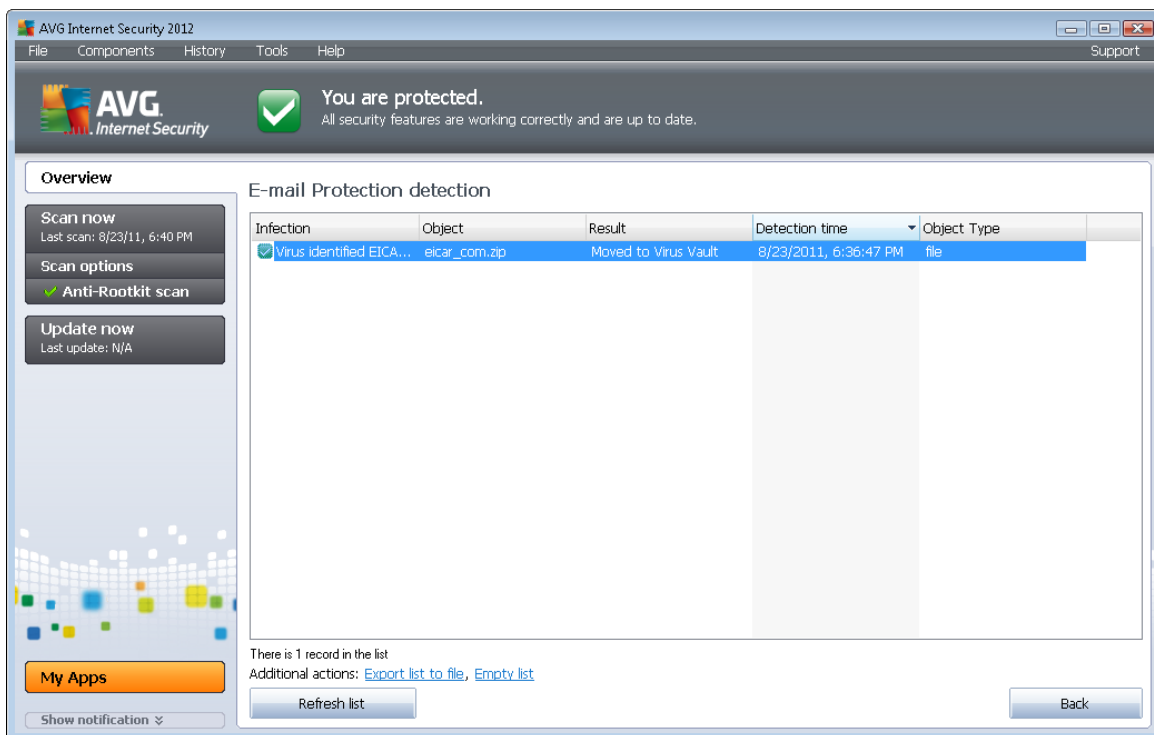 AVG Internet Security 2012
File Components History Tools Help Support
AVG.
Internet Security
You are protected.
All security features are working correctly and are up to date.
Overview
Scan now
Last scan: 8/23/11, 6:40 PM
Scan options
Anti-Rootkit scan
Update now
Last update: N/A
My Apps
Show notification
E-mail Protection detection
Infection Object Result Detection time Object Type
Virus identified EICA... eicar_com.zip Moved to Virus Vault 8/23/2011, 6:36:47 PM file
There is 1 record in the list
Additional actions: Export list to file, Empty list
Refresh list Back